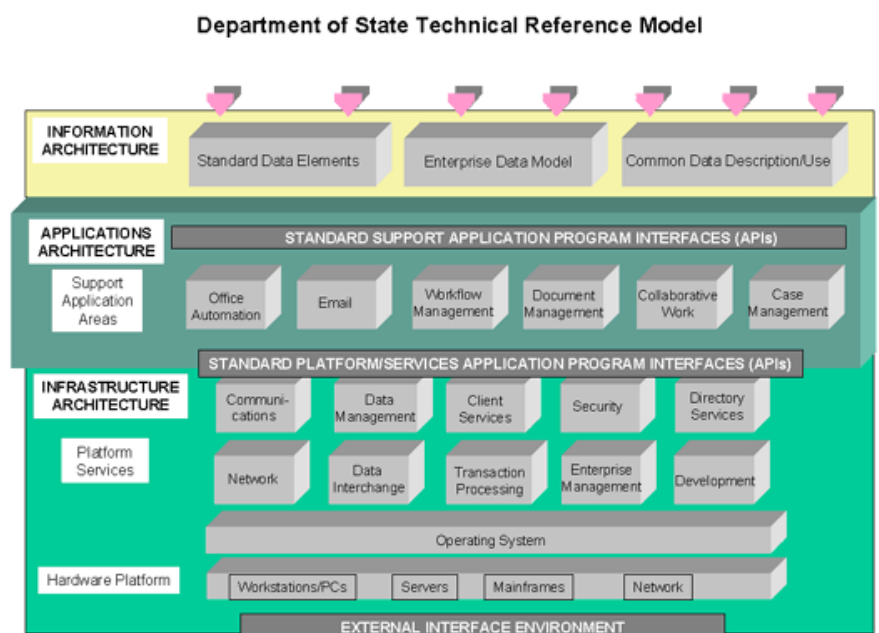 Department of State Technical Reference Model
INFORMATION
ARCHITECTURE
Standard Data Elements
Enterprise Data Model
Common Data Description/Use
APPLICATIONS
ARCHITECTURE
STANDARD SUPPORT APPLICATION PROGRAM INTERFACES (APIs)
Support
Application
Areas
Office
Automation
Email
Workflow
Management
Document
Management
Collaborative
Work
Case
Management
STANDARD PLATFORM/SERVICES APPLICATION PROGRAM INTERFACES (APIs)
INFRASTRUCTURE
ARCHITECTURE
Communi-
cations
Data
Management
Client
Services
Security
Directory
Services
Platform
Services
Network
Data
Interchange
Transaction
Processing
Enterprise
Management
Development
Operating System
Hardware Platform
Workstations/PCs
Servers
Mainframes
Network
EXTERNAL INTERFACE ENVIRONMENT